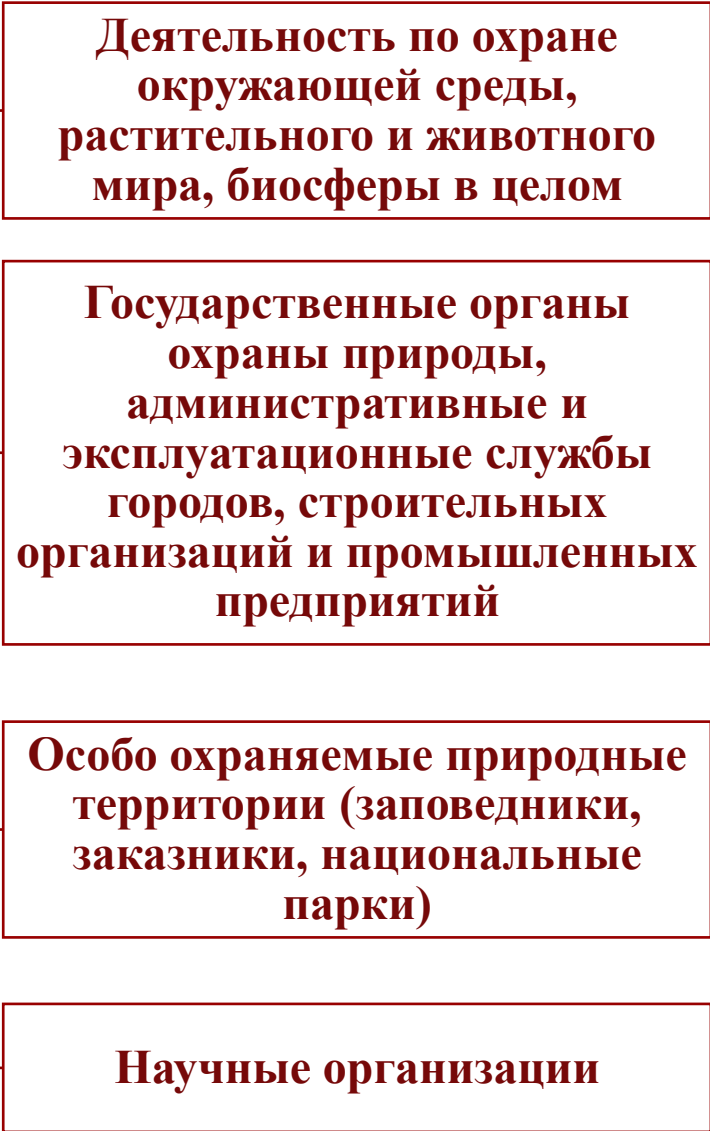 Деятельность по охране
окружающей среды,
растительного и животного
мира, биосферы в целом
Государственные органы
охраны природы,
административные и
эксплуатационные службы
городов, строительных
организаций и промышленных
предприятий
Особо охраняемые природные
территории (заповедники,
заказники, национальные
парки)
Научные организации